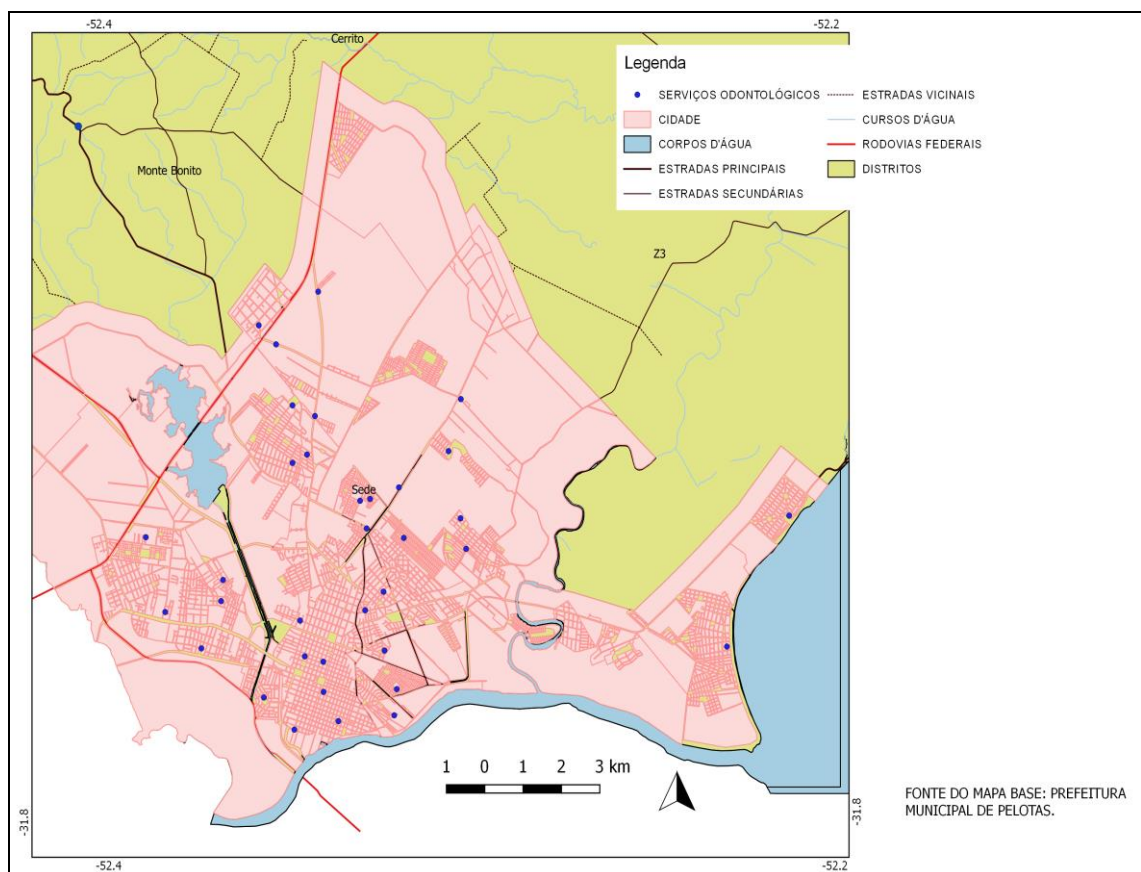 -52.4
-52.2
Cerrito
Legenda
SERVIÇOS ODONTOLÓGICOS
ESTRADAS VICINAIS
CIDADE
CURSOS D'ÁGUA
CORPOS D'ÁGUA
RODOVIAS FEDERAIS
ESTRADAS PRINCIPAIS
DISTRITOS
ESTRADAS SECUNDÁRIAS
Monte Bonito
Z3
Sede
1 0 1 2 3 km
FONTE DO MAPA BASE: PREFEITURA
MUNICIPAL DE PELOTAS.
-31.8
-31.8
-52.4
-52.2